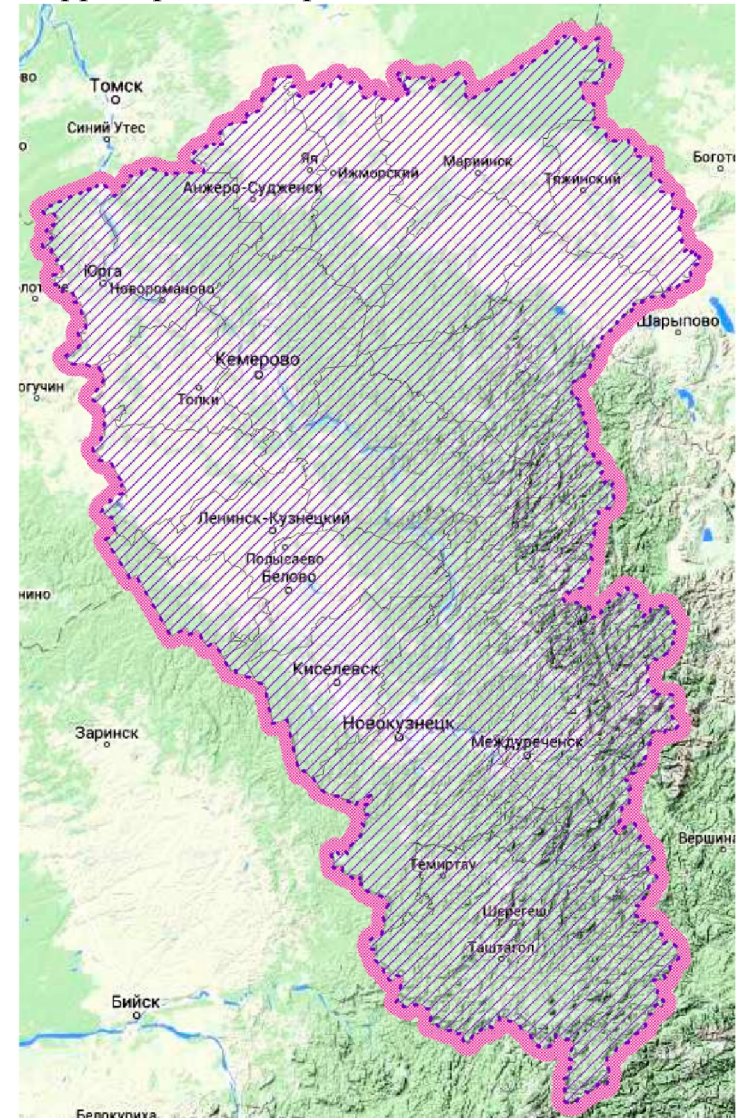 Томск
Синий Утес
Яя
Ижморский
Мариинск
Тяжинский
Анжеро-Судженск
Юрга
Новороманово
Шарыпово
Кемерово
Топки
Ленинск-Кузнецкий
Полысаево
Белово
Киселевск
Новокузнецк
Междуреченск
Заринск
Темиртау
Шерегеш
Таштагол
Бийск